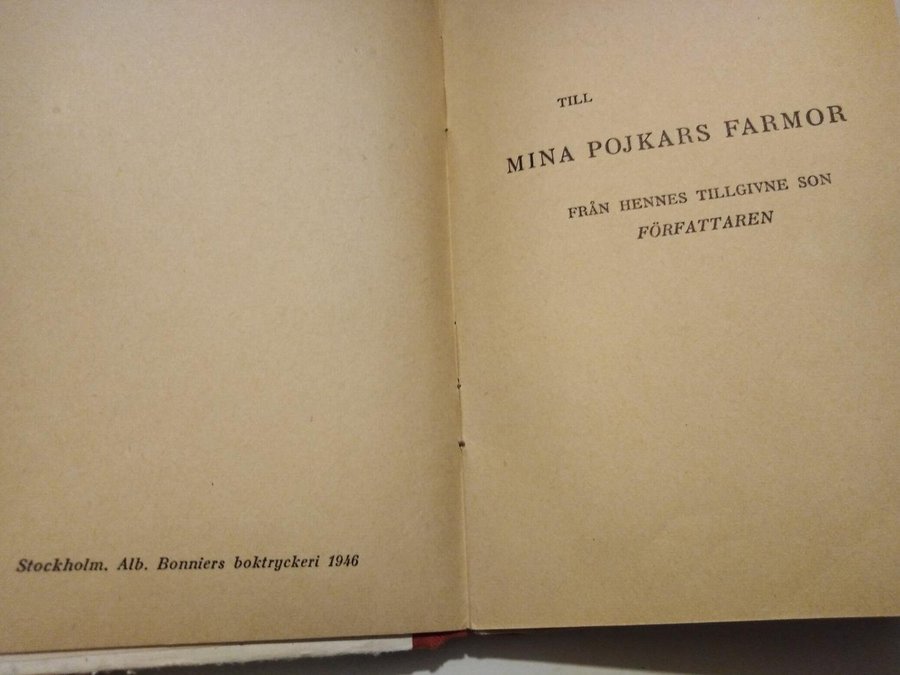 Stockholm. Alb. Bonniers boktryckeri 1946
TILL
MINA POJKARS FARMOR
FRÅN HENNES TILLGIVNE SON
FÖRFATTAREN